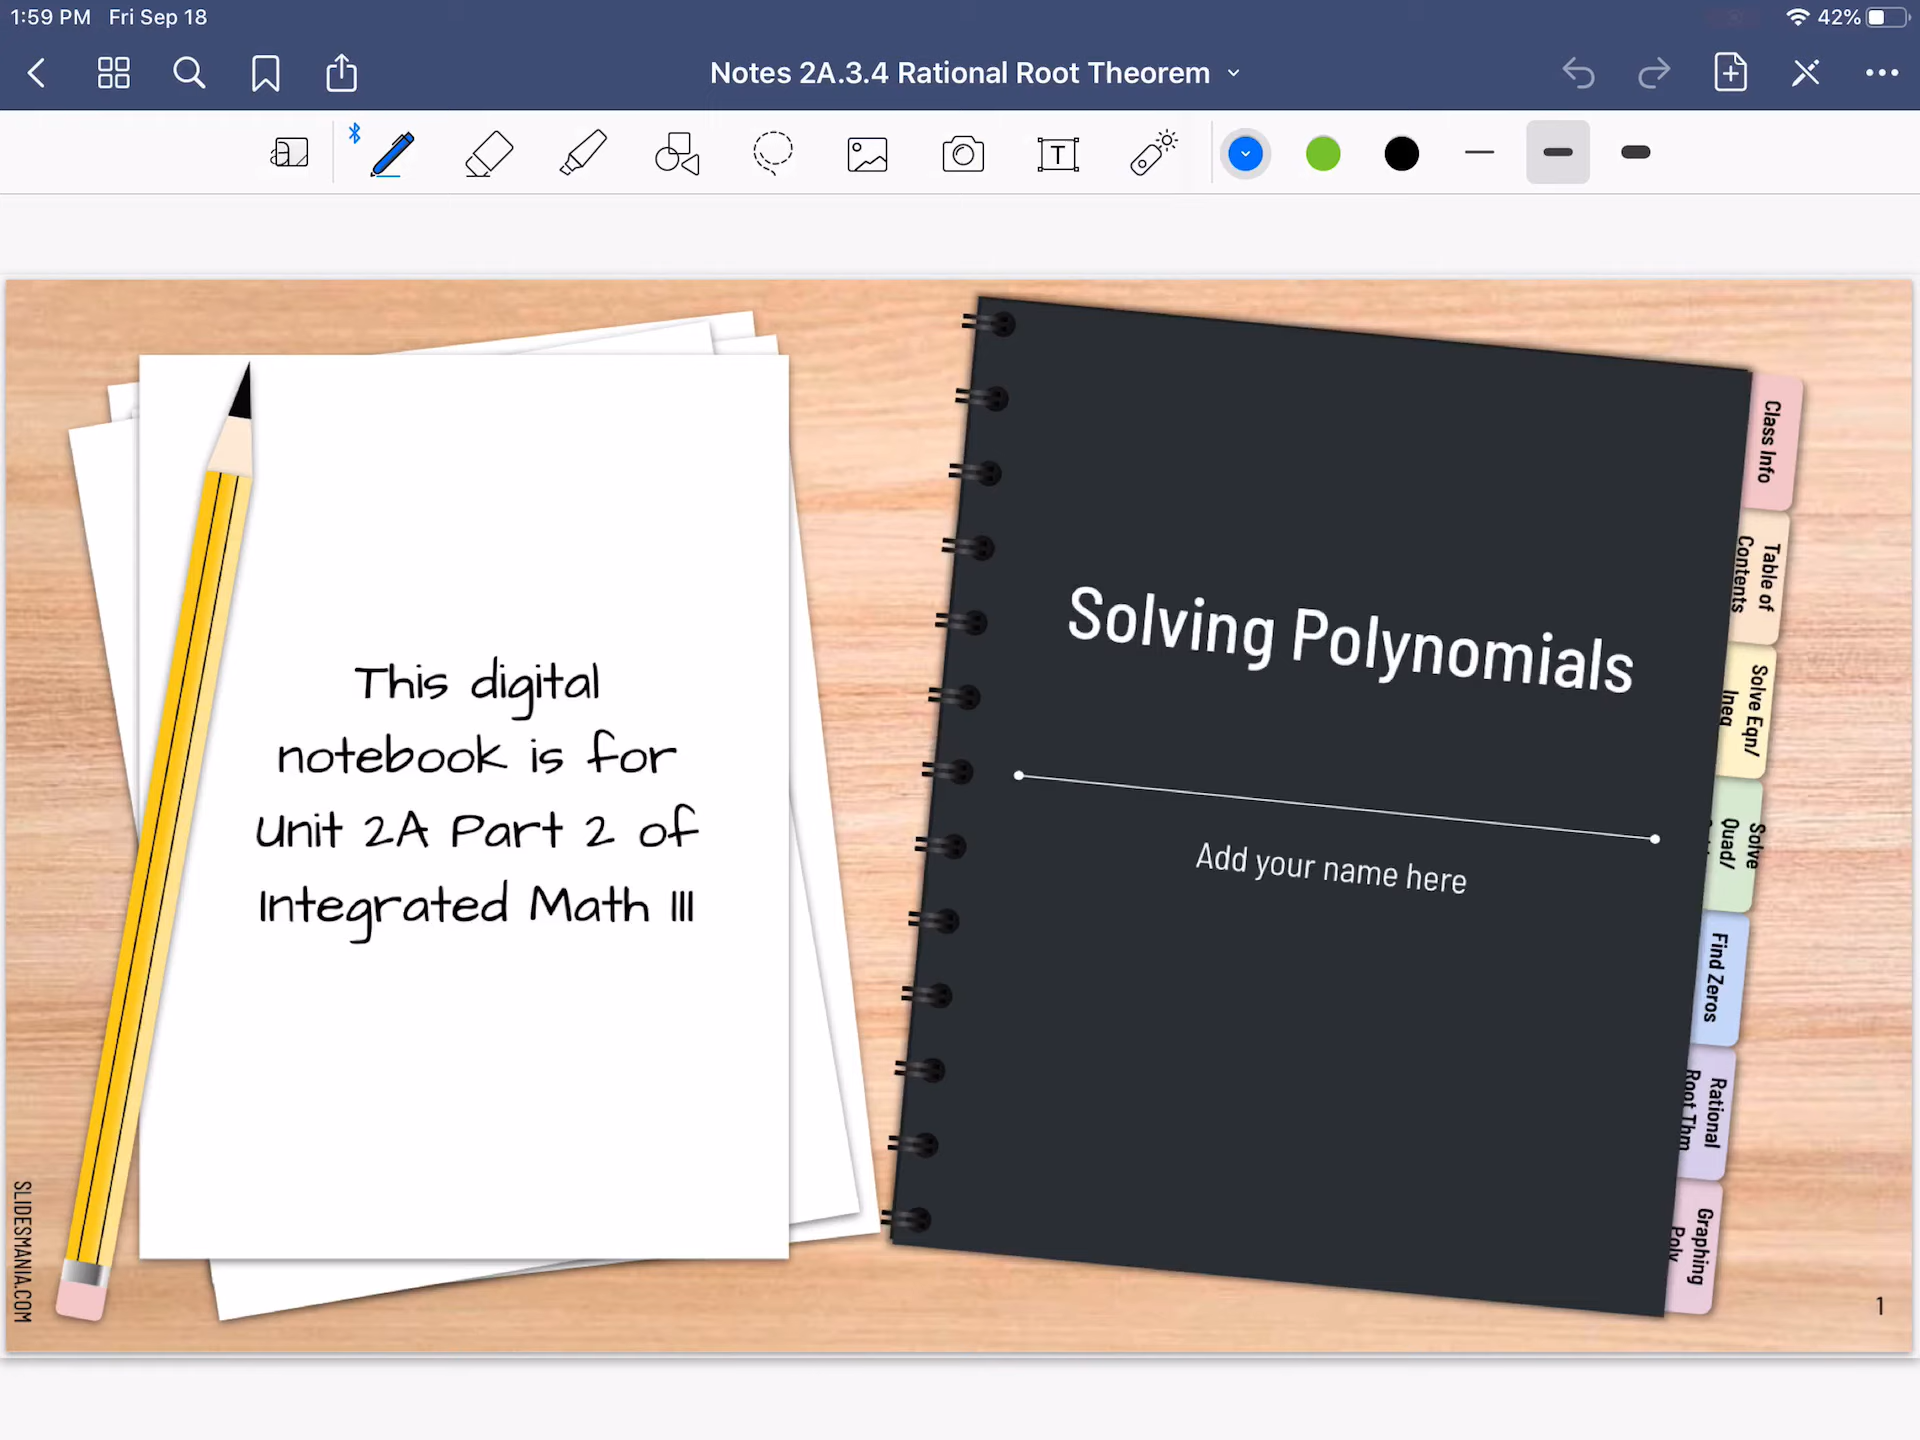 1:59 PM Fri Sep 18
42%
Notes 2A.3.4 Rational Root Theorem
a
T
This digital
notebook is for
Unit 2A Part 2 of
Integrated Math III
Solving Polynomials
Add your name here
Class Info
Table of
Contents
Solve Eqn/
Ineq
Solve
Quad/
Find Zeros
Rational
Root Thm
Graphing
Poly
SLIDESMANIA.COM
1